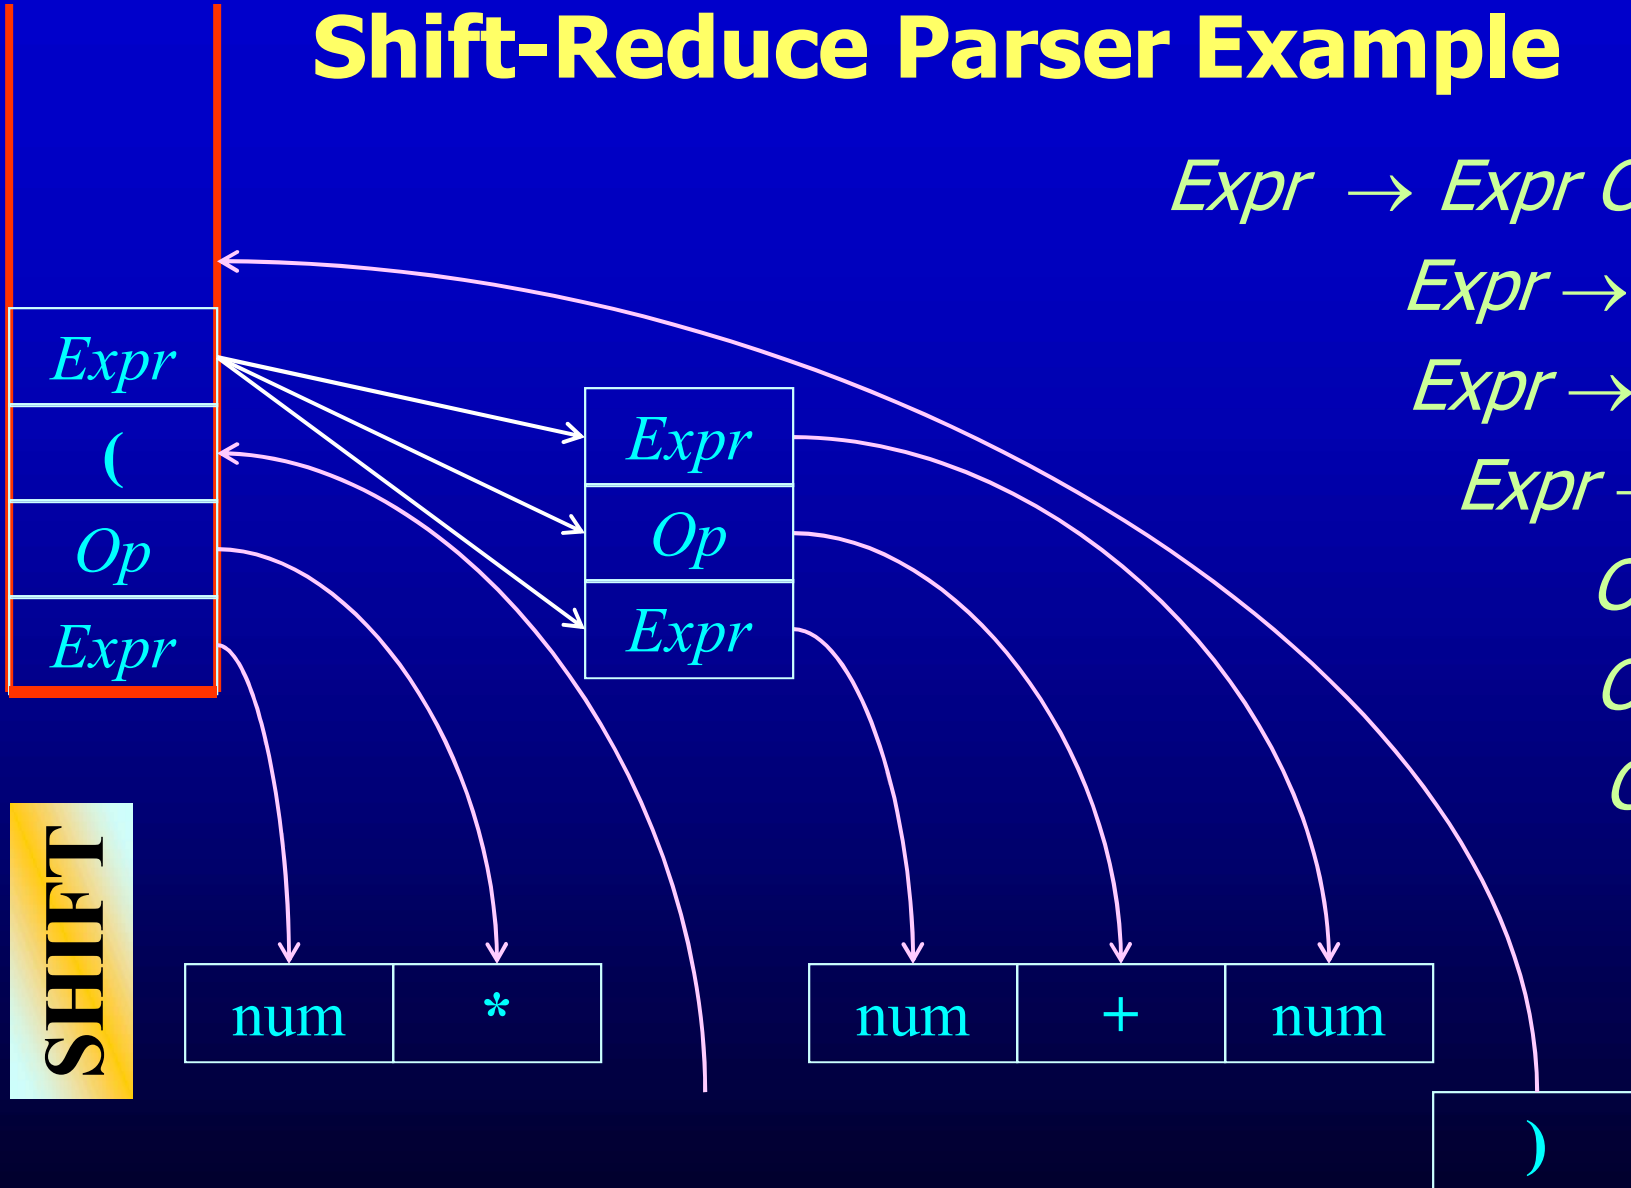 Shift-Reduce Parser Example
Expr → Expr
Expr →
Expr →
Expr
Expr
(
Op
Expr
Expr
Op
Expr
SHIFT
num *
num + num
)